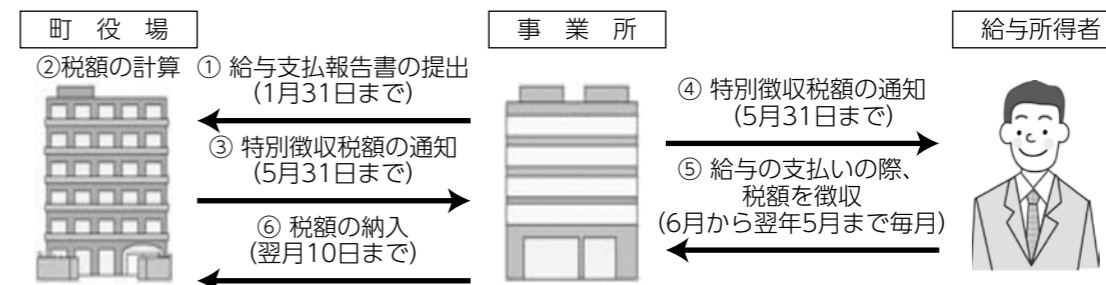 町役場
事業所
給与所得者
②税額の計算
① 給与支払報告書の提出
(1月31日まで)
③ 特別徴収税額の通知
(5月31日まで)
⑥ 税額の納入
(翌月10日まで)
④ 特別徴収税額の通知
(5月31日まで)
⑤ 給与の支払いの際、
税額を徴収
(6月から翌年5月まで毎月)